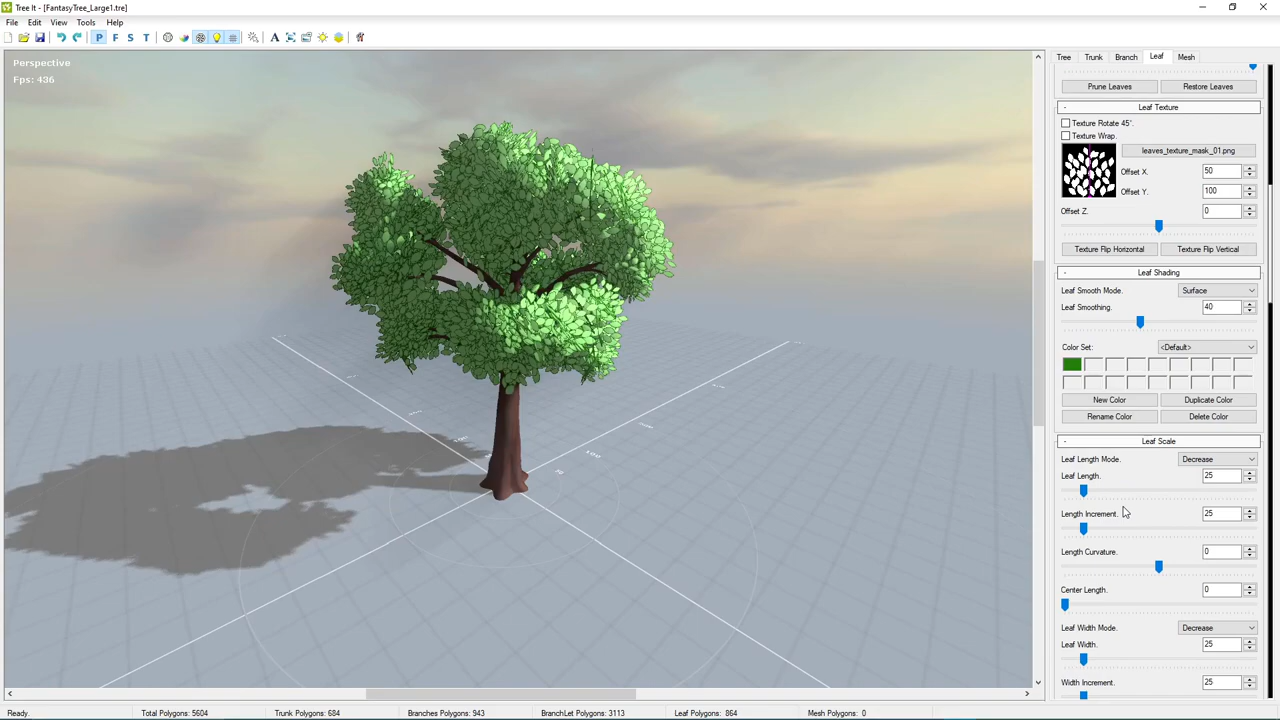 Tree It - [FantasyTree_Large1.tre]
File Edit View Tools Help
P F S T A
Perspective
Fps: 436
Tree Trunk Branch Leaf Mesh
Prune Leaves Restore Leaves
- Leaf Texture
Texture Rotate 45°.
Texture Wrap.
leaves_texture_mask_01.png
Offset X. 50
Offset Y. 100
Offset Z. 0
Texture Flip Horizontal Texture Flip Vertical
- Leaf Shading
Leaf Smooth Mode. Surface
Leaf Smoothing. 40
Color Set: <Default>
New Color Duplicate Color
Rename Color Delete Color
- Leaf Scale
Leaf Length Mode. Decrease
Leaf Length. 25
Length Increment. 25
Length Curvature. 0
Center Length. 0
Leaf Width Mode. Decrease
Leaf Width. 25
Width Increment. 25
Ready. Total Polygons: 5604 Trunk Polygons: 684 Branches Polygons: 943 BranchLet Polygons: 3113 Leaf Polygons: 864 Mesh Polygons: 0